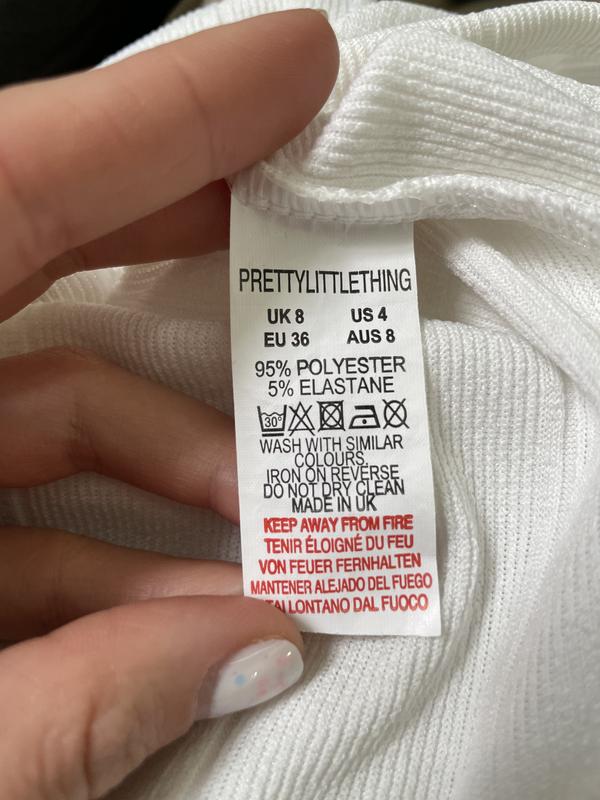 PRETTYLITTLETHING
UK 8 US 4
EU 36 AUS 8
95% POLYESTER
5% ELASTANE
30°
WASH WITH SIMILAR
COLOURS
IRON ON REVERSE
DO NOT DRY CLEAN
MADE IN UK
KEEP AWAY FROM FIRE
TENIR ÉLOIGNÉ DU FEU
VON FEUER FERNHALTEN
MANTENER ALEJADO DEL FUEGO
LONTANO DAL FUOCO